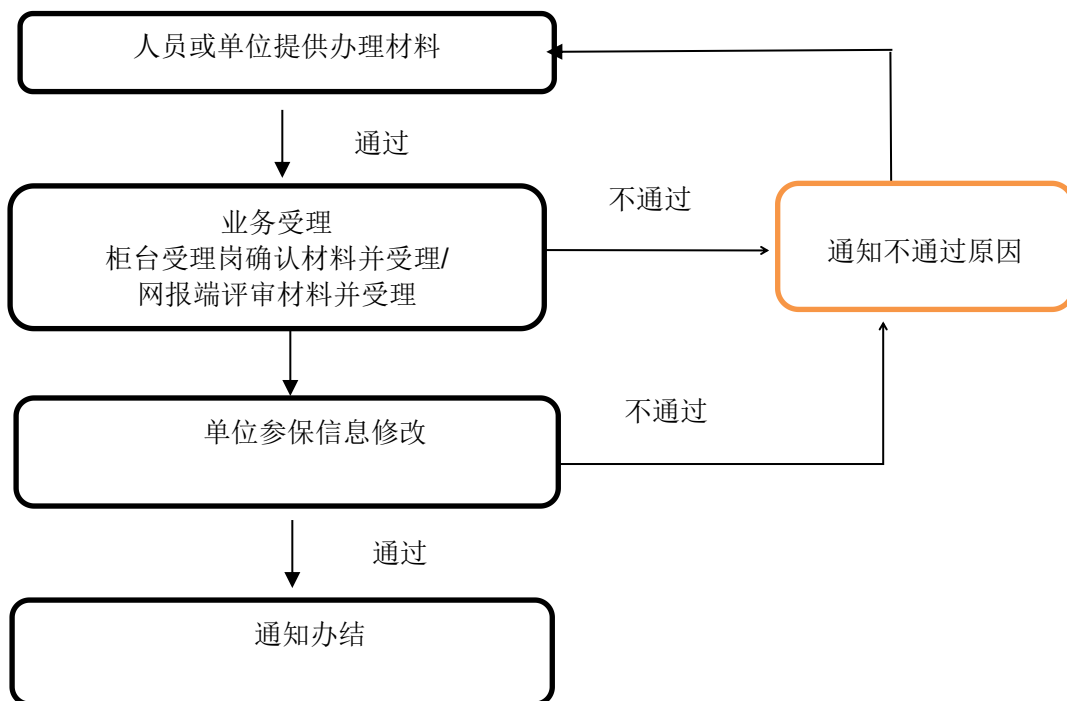 人员或单位提供办理材料
通过
业务受理
柜台受理岗确认材料并受理/
网报端评审材料并受理
不通过
通知不通过原因
单位参保信息修改
不通过
通过
通知办结